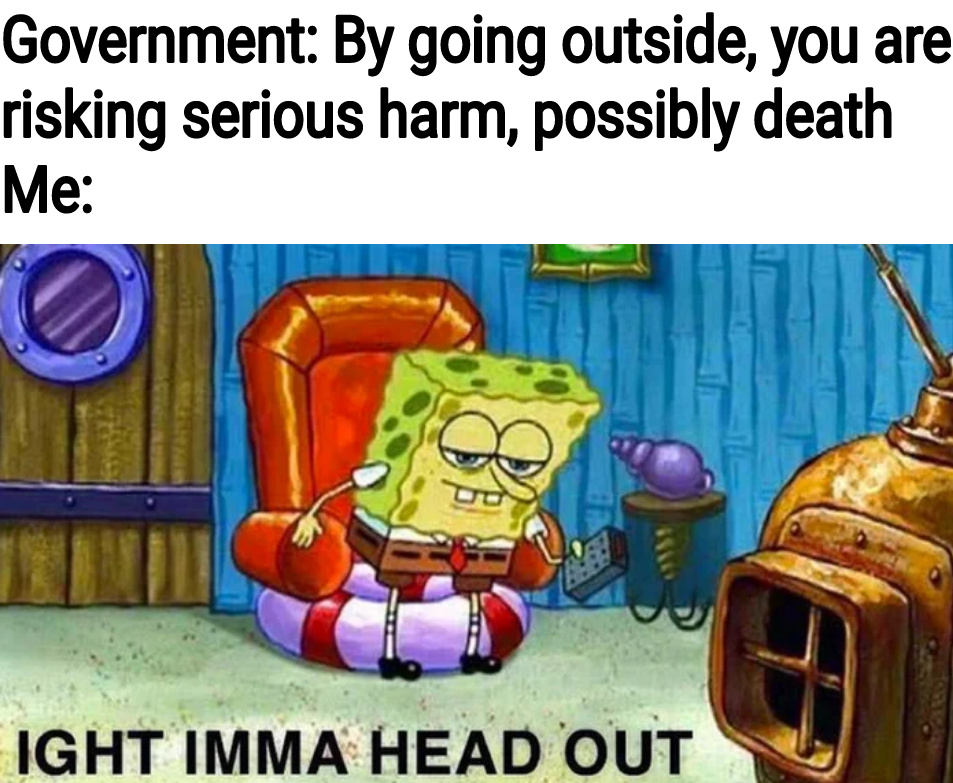 Government: By going outside, you are
risking serious harm, possibly death
Me:
IGHT IMMA HEAD OUT